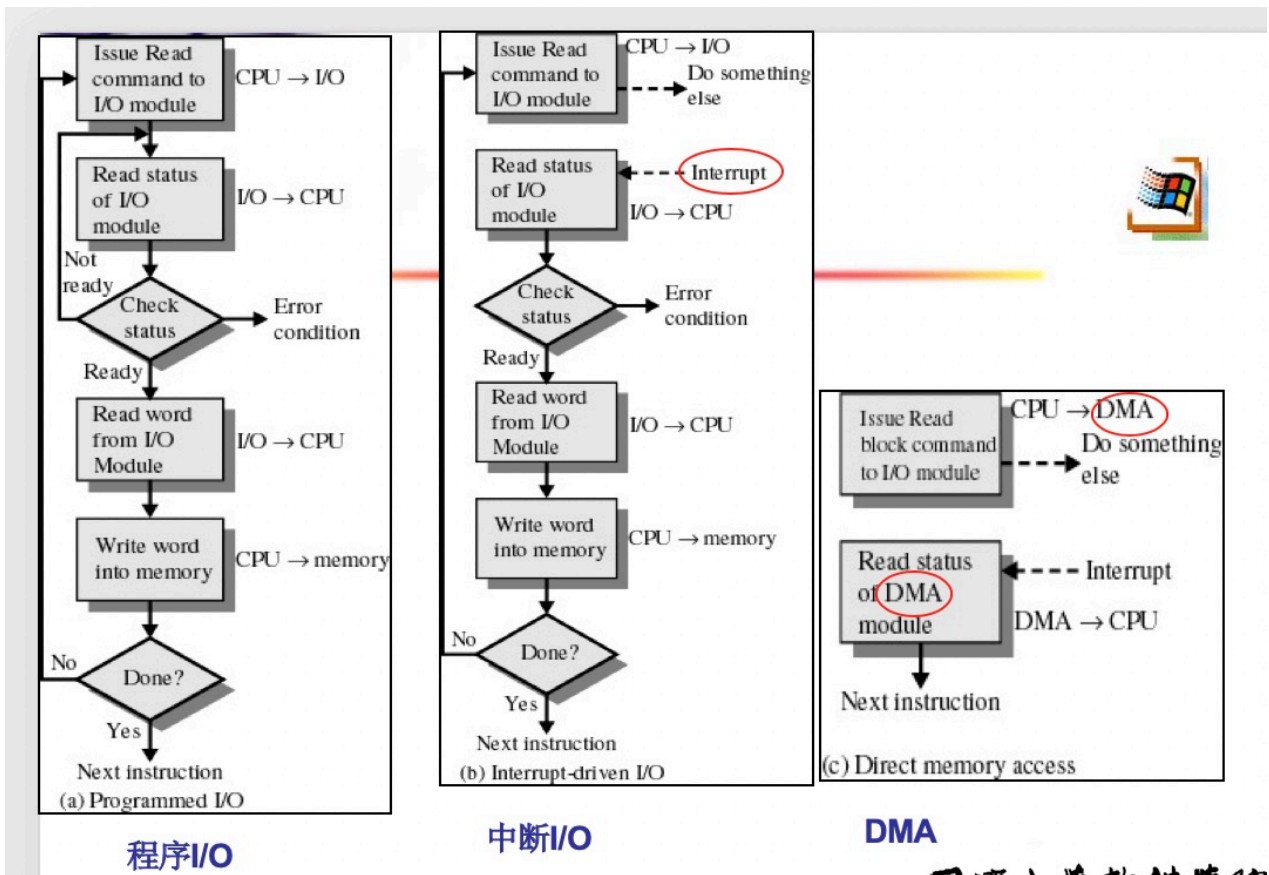 Issue Read
command to
I/O module
CPU → I/O
Read status
of I/O
module
I/O → CPU
Not
ready
Check
status
Error
condition
Ready
Read word
from I/O
Module
I/O → CPU
Write word
into memory
CPU → memory
No
Done?
Yes
Next instruction
(a) Programmed I/O
程序I/O
Issue Read
command to
I/O module
CPU → I/O
Do something
else
Read status
of I/O
module
Interrupt
I/O → CPU
Check
status
Error
condition
Ready
Read word
from I/O
Module
I/O → CPU
Write word
into memory
CPU → memory
No
Done?
Yes
Next instruction
(b) Interrupt-driven I/O
中断I/O
Issue Read
block command
to I/O module
CPU → DMA
Do something
else
Read status
of DMA
module
Interrupt
DMA → CPU
Next instruction
(c) Direct memory access
DMA